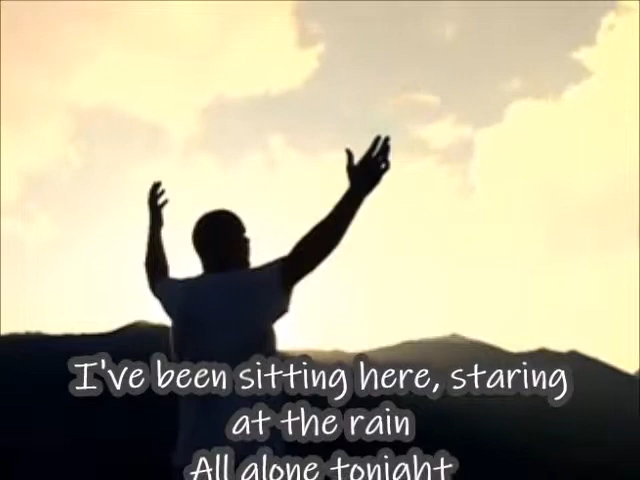 I've been sitting here, staring
at the rain
All alone tonight